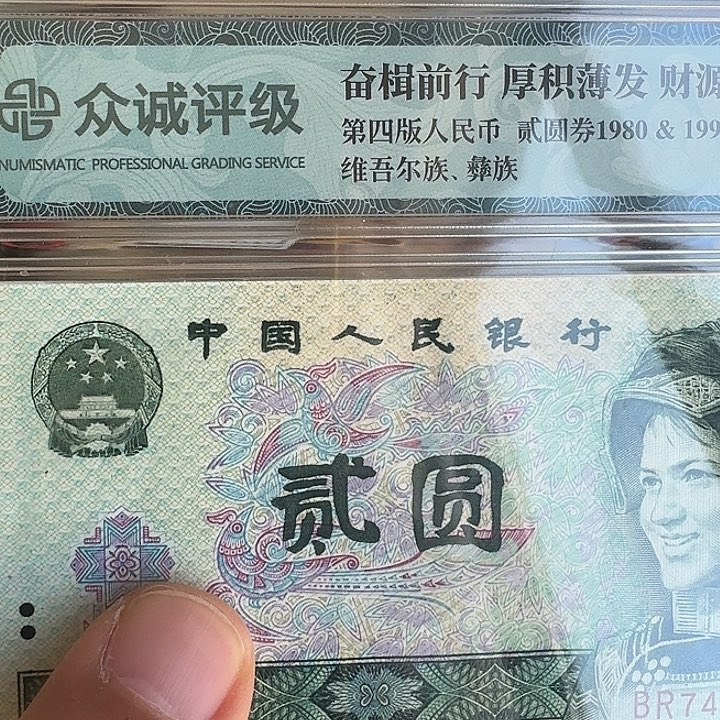 众诚评级
NUMISMATIC PROFESSIONAL GRADING SERVICE
奋楫前行 厚积薄发 财源
第四版人民币 贰圆券1980 & 199
维吾尔族、彝族
中国人民银行
贰圆
BR74